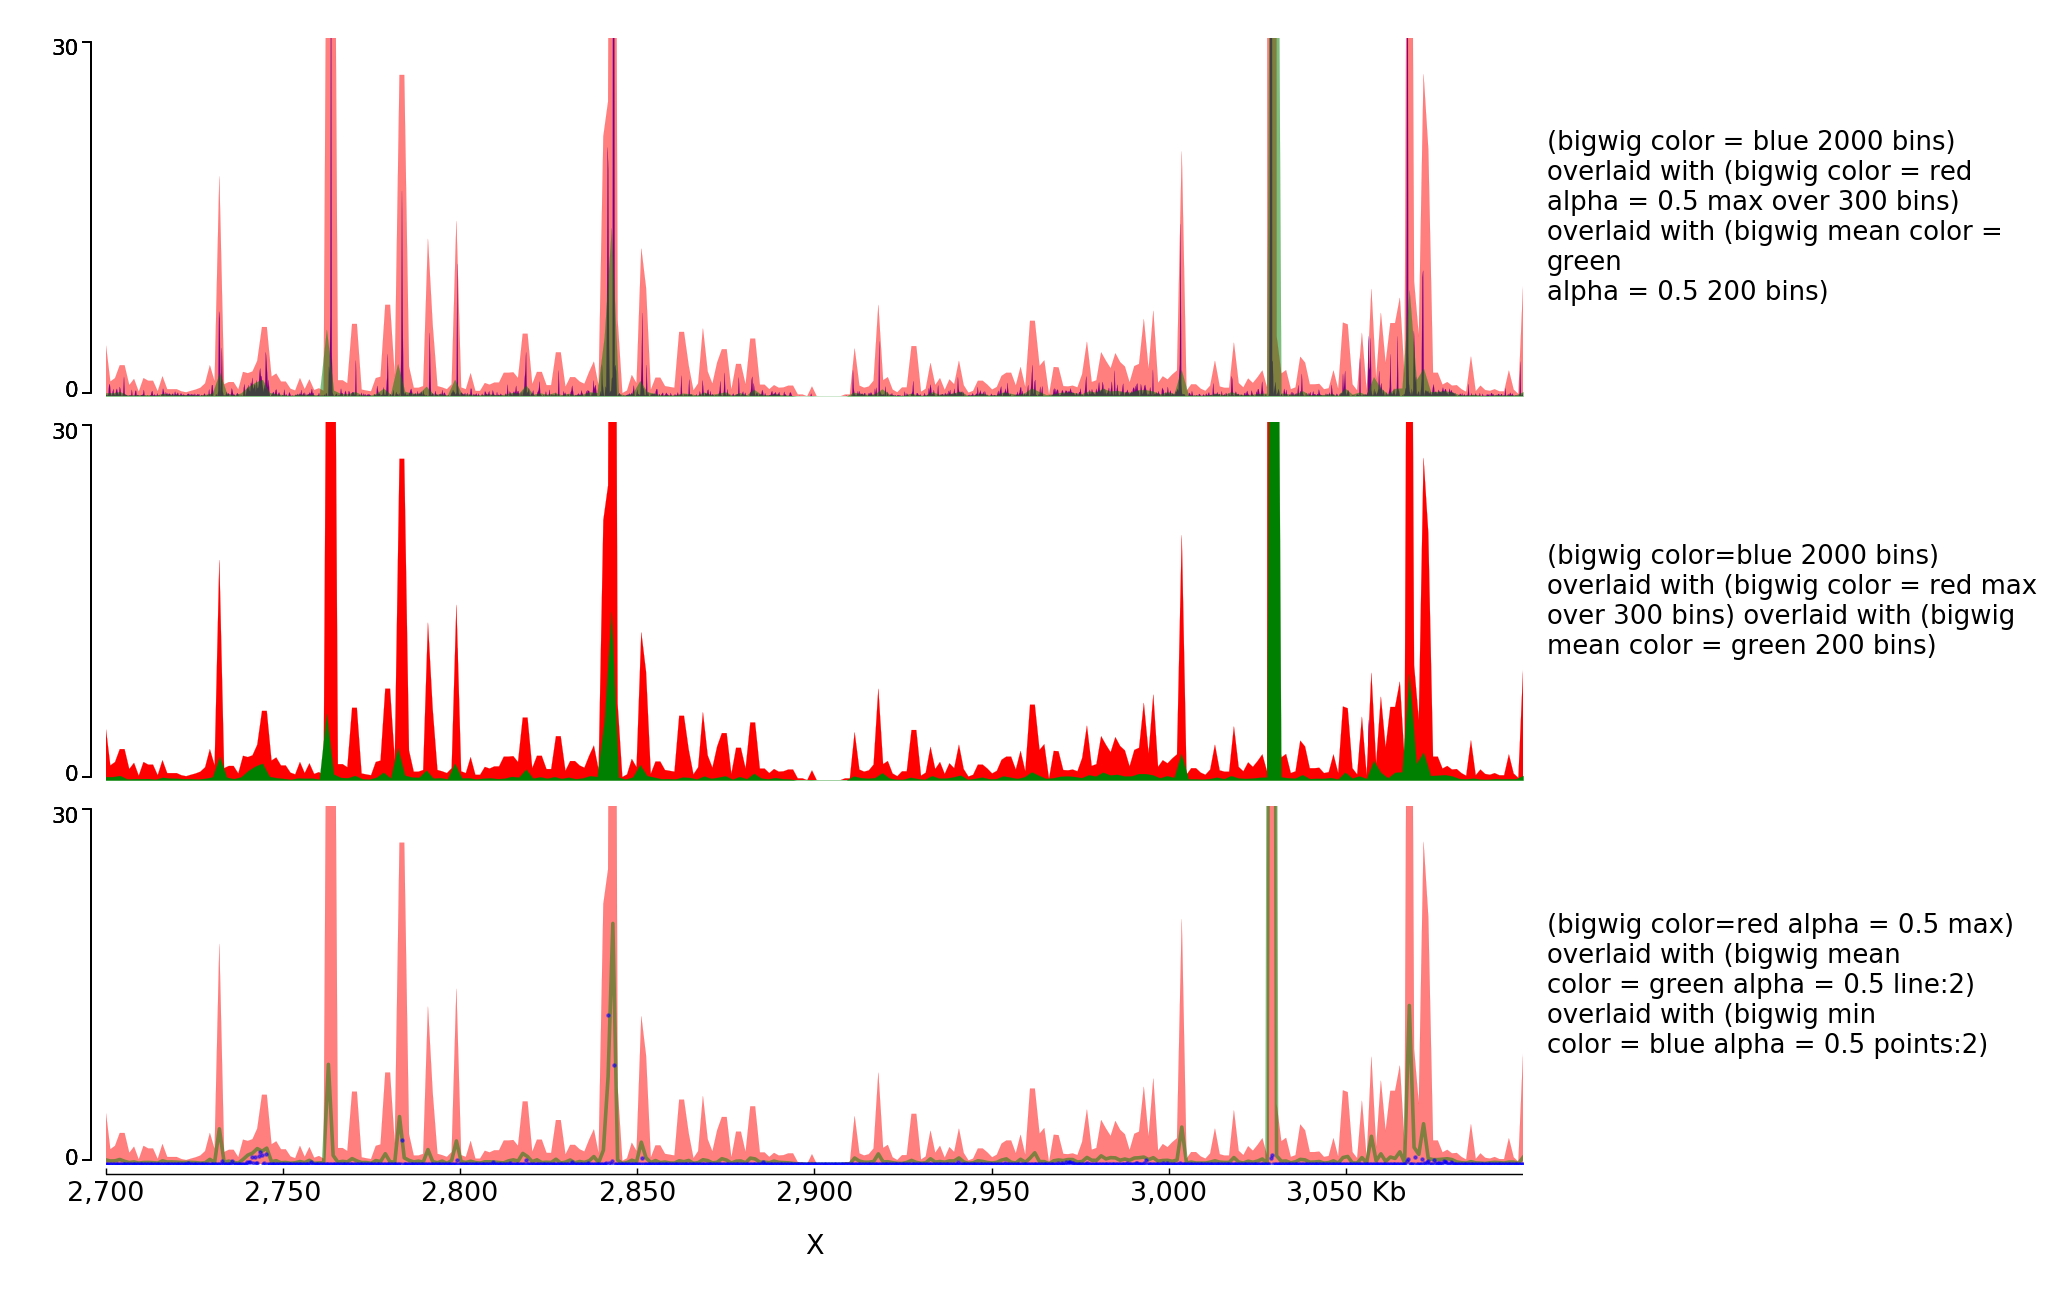 30
0
(bigwig color = blue 2000 bins)
overlaid with (bigwig color = red
alpha = 0.5 max over 300 bins)
overlaid with (bigwig mean color =
green
alpha = 0.5 200 bins)
30
0
(bigwig color=blue 2000 bins)
overlaid with (bigwig color = red max
over 300 bins) overlaid with (bigwig
mean color = green 200 bins)
30
0
(bigwig color=red alpha = 0.5 max)
overlaid with (bigwig mean
color = green alpha = 0.5 line:2)
overlaid with (bigwig min
color = blue alpha = 0.5 points:2)
2,700 2,750 2,800 2,850 2,900 2,950 3,000 3,050 Kb
X